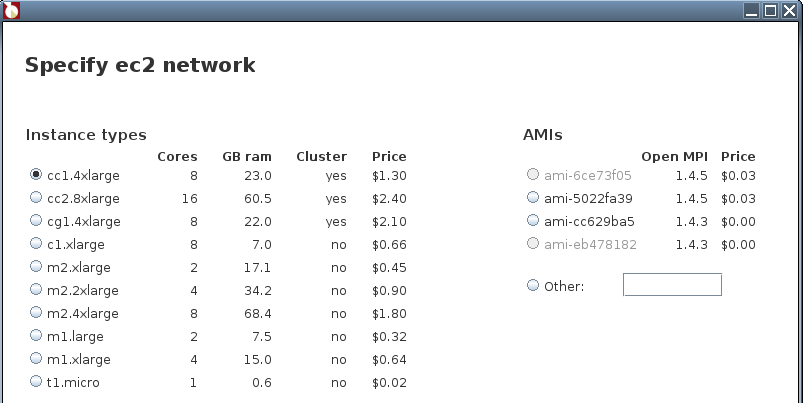 Specify ec2 network
Instance types
Cores GB ram Cluster Price
cc1.4xlarge 8 23.0 yes $1.30
cc2.8xlarge 16 60.5 yes $2.40
cg1.4xlarge 8 22.0 yes $2.10
c1.xlarge 8 7.0 no $0.66
m2.xlarge 2 17.1 no $0.45
m2.2xlarge 4 34.2 no $0.90
m2.4xlarge 8 68.4 no $1.80
m1.large 2 7.5 no $0.32
m1.xlarge 4 15.0 no $0.64
t1.micro 1 0.6 no $0.02
AMIs
Open MPI Price
ami-6ce73f05 1.4.5 $0.03
ami-5022fa39 1.4.5 $0.03
ami-cc629ba5 1.4.3 $0.00
ami-eb478182 1.4.3 $0.00
Other: